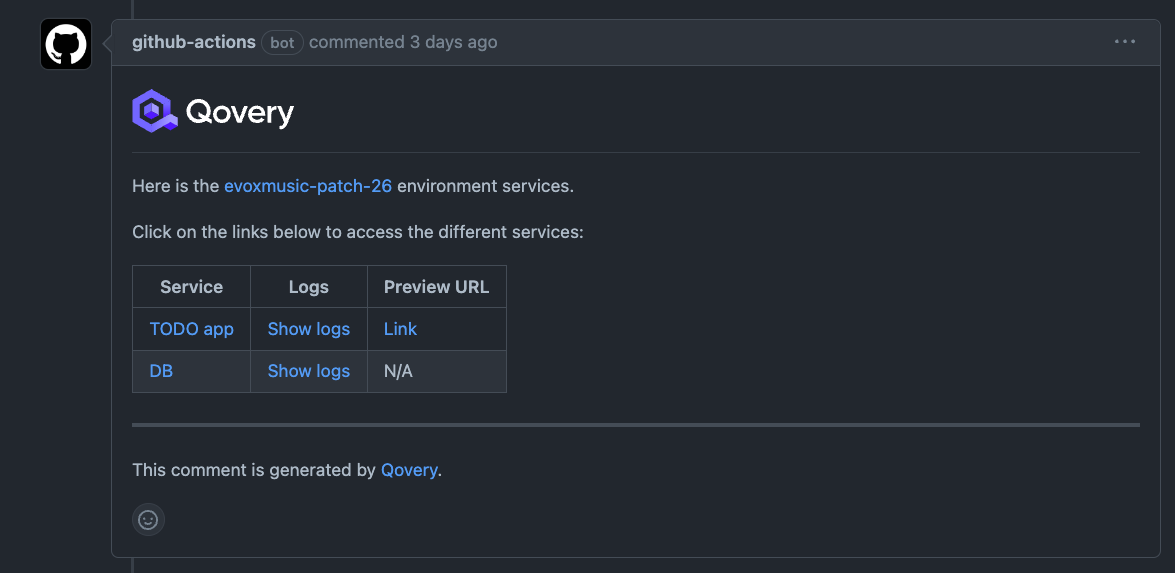 github-actions bot commented 3 days ago
Qovery
Here is the evoxmusic-patch-26 environment services.
Click on the links below to access the different services:
Service Logs Preview URL
TODO app Show logs Link
DB Show logs N/A
This comment is generated by Qovery.